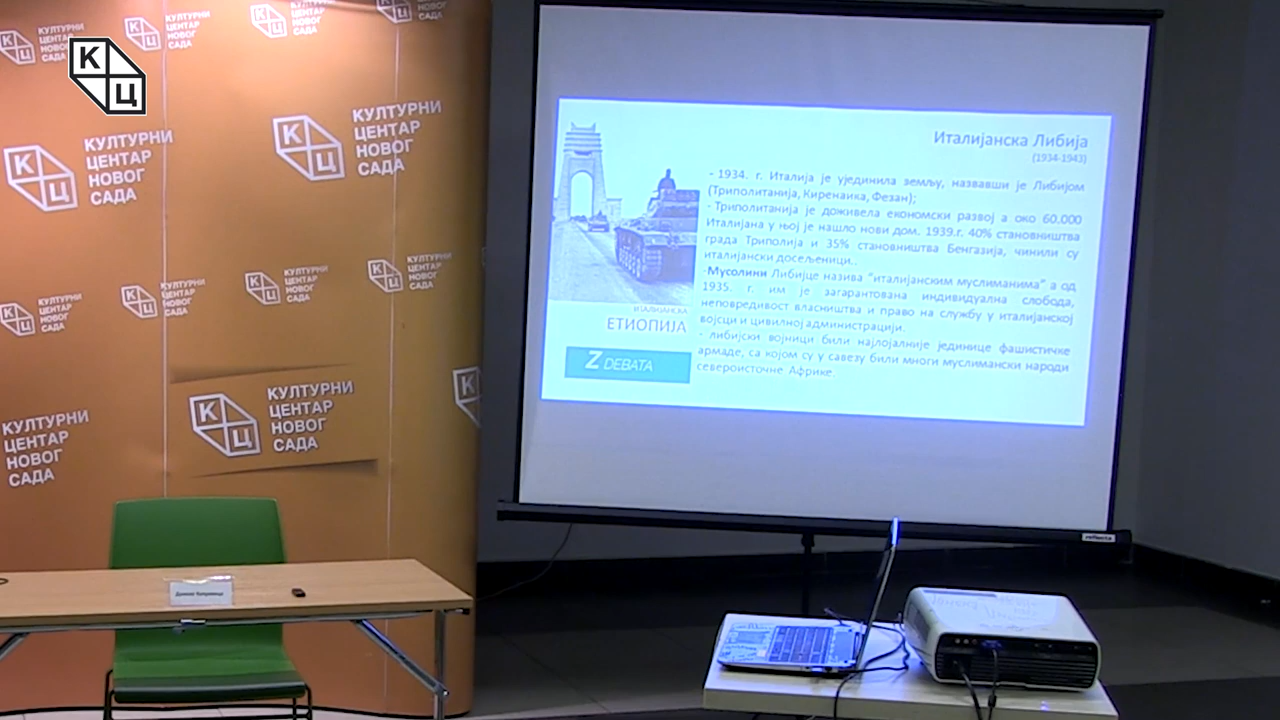 К
Ц
КУЛТУРНИ
ЦЕНТАР
НОВОГ
САДА
К
Ц
КУЛТУРНИ
ЦЕНТАР
НОВОГ
САДА
К
Ц
КУЛТУРНИ
ЦЕНТАР
НОВОГ
САДА
К
Ц
КУЛТУРНИ
ЦЕНТАР
НОВОГ
САДА
КУЛТУРНИ
ЦЕНТАР
НОВОГ
САДА
Италијанска Либија
(1934-1943)
- 1934. г. Италија је ујединила земљу, назвавши је Либијом
(Триполитанија, Киренаика, Фезан);
- Триполитанија је доживела економски развој а око 60.000
Италијана у њој је нашло нови дом. 1939.г. 40% становништва
града Триполија и 35% становништва Бенгазија, чинили су
италијански досељеници..
-Мусолини Либијце назива "италијанским муслиманима" а од
1935. г. им је загарантована индивидуална слобода,
неповредивост власништва и право на службу у италијанској
војсци и цивилној администрацији.
- либијски војници били најлојалније јединице фашистичке
армаде, са којом су у савезу били многи муслимански народи
североисточне Африке.
ИТАЛИЈАНСКА
ЕТИОПИЈА
Z DEBATA
reflecta